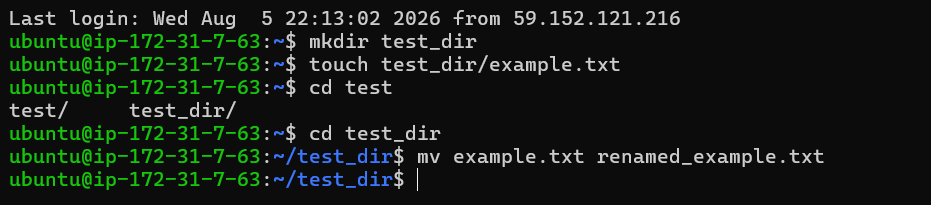 Last login: Wed Aug  5 22:13:02 2026 from 59.152.121.216
ubuntu@ip-172-31-7-63:~$ mkdir test_dir
ubuntu@ip-172-31-7-63:~$ touch test_dir/example.txt
ubuntu@ip-172-31-7-63:~$ cd test
test/     test_dir/
ubuntu@ip-172-31-7-63:~$ cd test_dir
ubuntu@ip-172-31-7-63:~/test_dir$ mv example.txt renamed_example.txt
ubuntu@ip-172-31-7-63:~/test_dir$